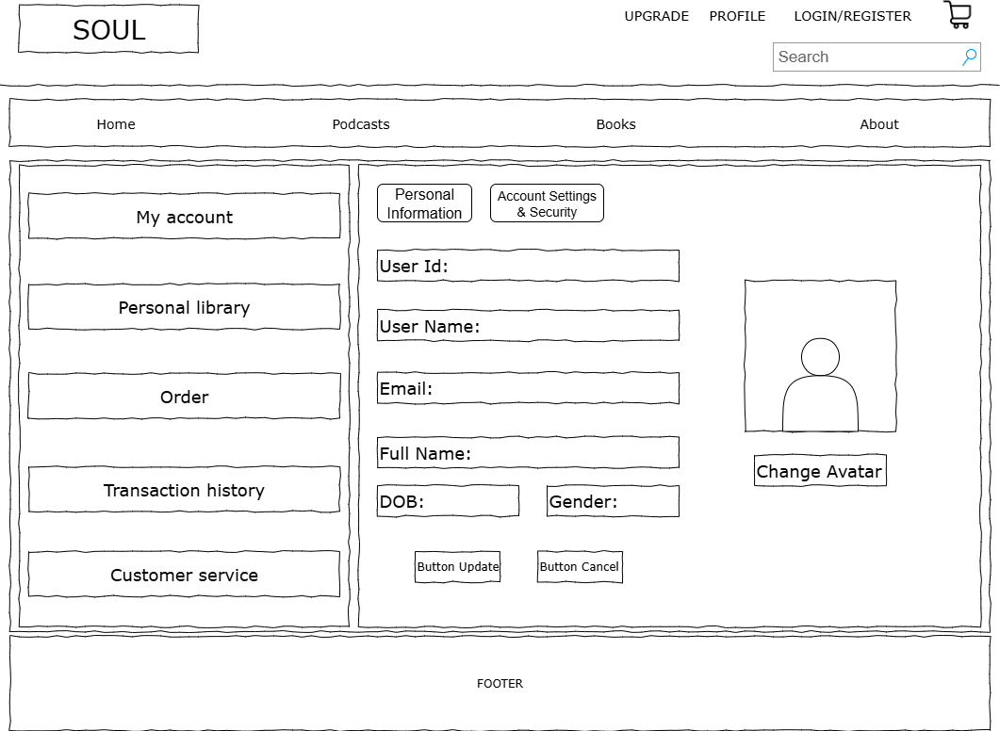 SOUL
UPGRADE
PROFILE
LOGIN/REGISTER
Search
Home
Podcasts
Books
About
My account
Personal library
Order
Transaction history
Customer service
Personal
Information
Account Settings
& Security
User Id:
User Name:
Email:
Full Name:
DOB:
Gender:
Button Update
Button Cancel
Change Avatar
FOOTER